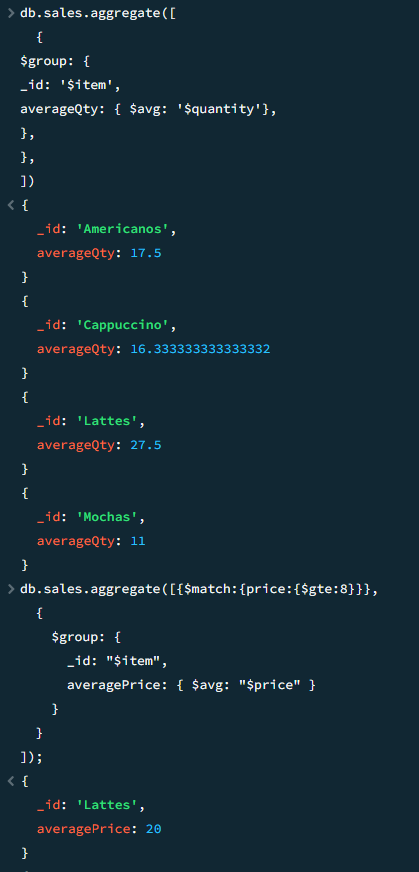 > db.sales.aggregate([
{
$group: {
_id: '$item',
averageQty: { $avg: '$quantity'},
},
},
])
< {
_id: 'Americanos',
averageQty: 17.5
}
{
_id: 'Cappuccino',
averageQty: 16.333333333333332
}
{
_id: 'Lattes',
averageQty: 27.5
}
{
_id: 'Mochas',
averageQty: 11
}
> db.sales.aggregate([{$match:{price:{$gte:8}}},
{
$group: {
_id: "$item",
averagePrice: { $avg: "$price" }
}
}
]);
< {
_id: 'Lattes',
averagePrice: 20
}